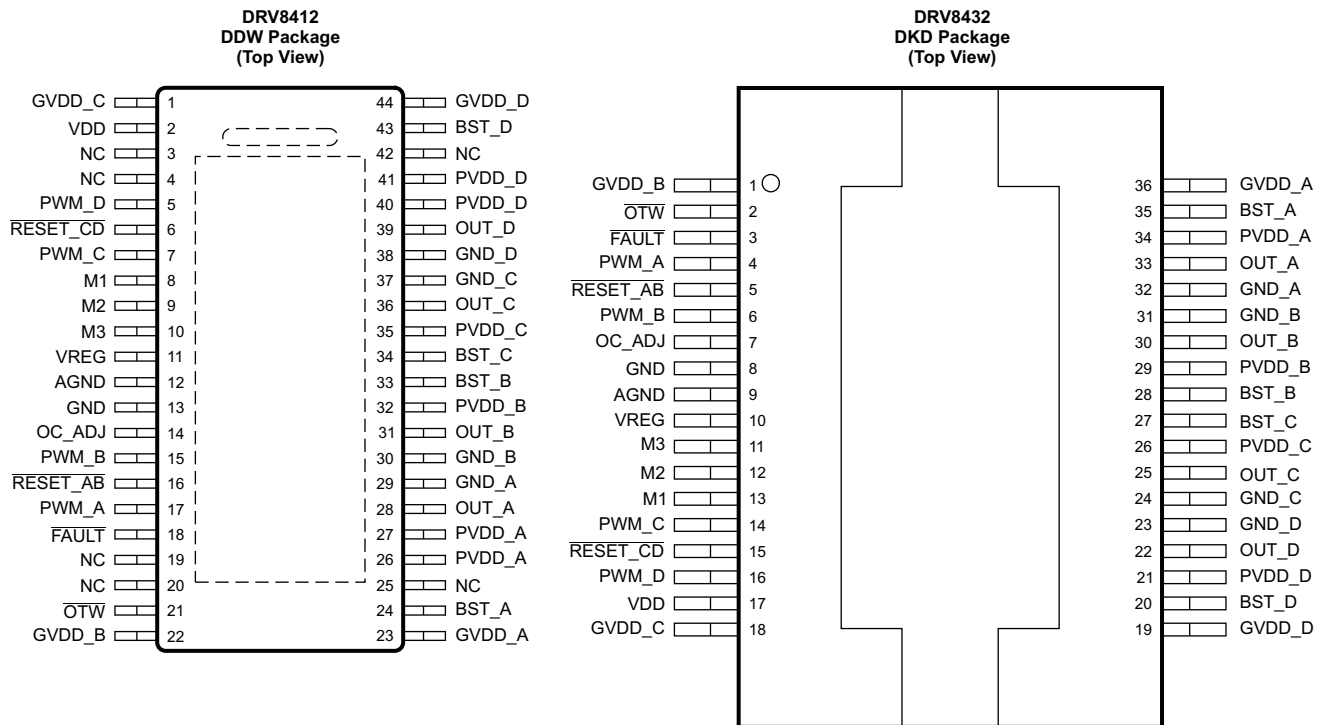 DRV8412
DDW Package
(Top View)
GVDD_C 1
VDD 2
NC 3
NC 4
PWM_D 5
RESET_CD 6
PWM_C 7
M1 8
M2 9
M3 10
VREG 11
AGND 12
GND 13
OC_ADJ 14
PWM_B 15
RESET_AB 16
PWM_A 17
FAULT 18
NC 19
NC 20
OTW 21
GVDD_B 22
44 GVDD_D
43 BST_D
42 NC
41 PVDD_D
40 PVDD_D
39 OUT_D
38 GND_D
37 GND_C
36 OUT_C
35 PVDD_C
34 BST_C
33 BST_B
32 PVDD_B
31 OUT_B
30 GND_B
29 GND_A
28 OUT_A
27 PVDD_A
26 PVDD_A
25 NC
24 BST_A
23 GVDD_A
DRV8432
DKD Package
(Top View)
GVDD_B 1
OTW 2
FAULT 3
PWM_A 4
RESET_AB 5
PWM_B 6
OC_ADJ 7
GND 8
AGND 9
VREG 10
M3 11
M2 12
M1 13
PWM_C 14
RESET_CD 15
PWM_D 16
VDD 17
GVDD_C 18
36 GVDD_A
35 BST_A
34 PVDD_A
33 OUT_A
32 GND_A
31 GND_B
30 OUT_B
29 PVDD_B
28 BST_B
27 BST_C
26 PVDD_C
25 OUT_C
24 GND_C
23 GND_D
22 OUT_D
21 PVDD_D
20 BST_D
19 GVDD_D